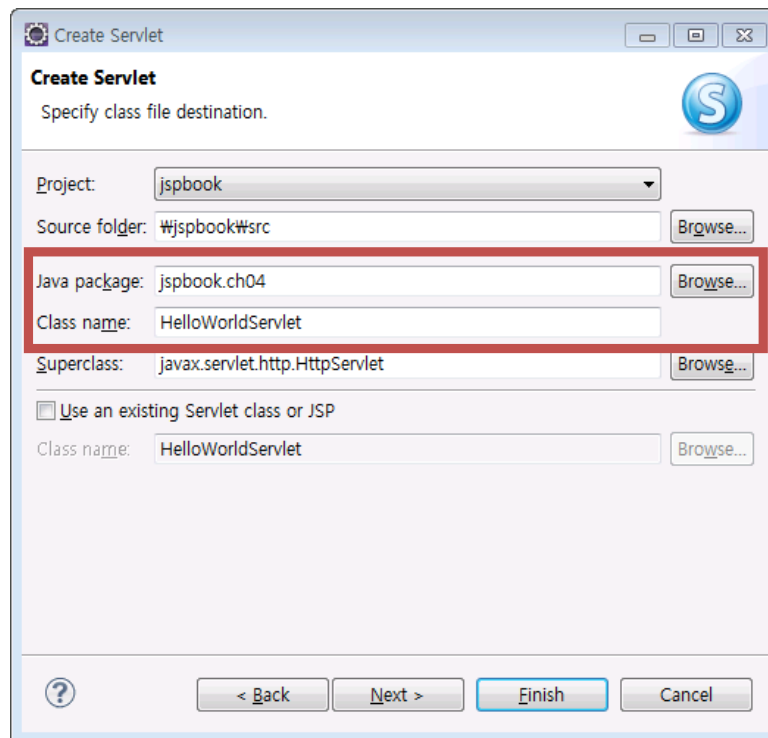 Create Servlet
Create Servlet
Specify class file destination.
Project: jspbook
Source folder: ₩jspbook₩src Browse...
Java package: jspbook.ch04 Browse...
Class name: HelloWorldServlet
Superclass: javax.servlet.http.HttpServlet Browse...
Use an existing Servlet class or JSP
Class name: HelloWorldServlet Browse...
? < Back Next > Finish Cancel